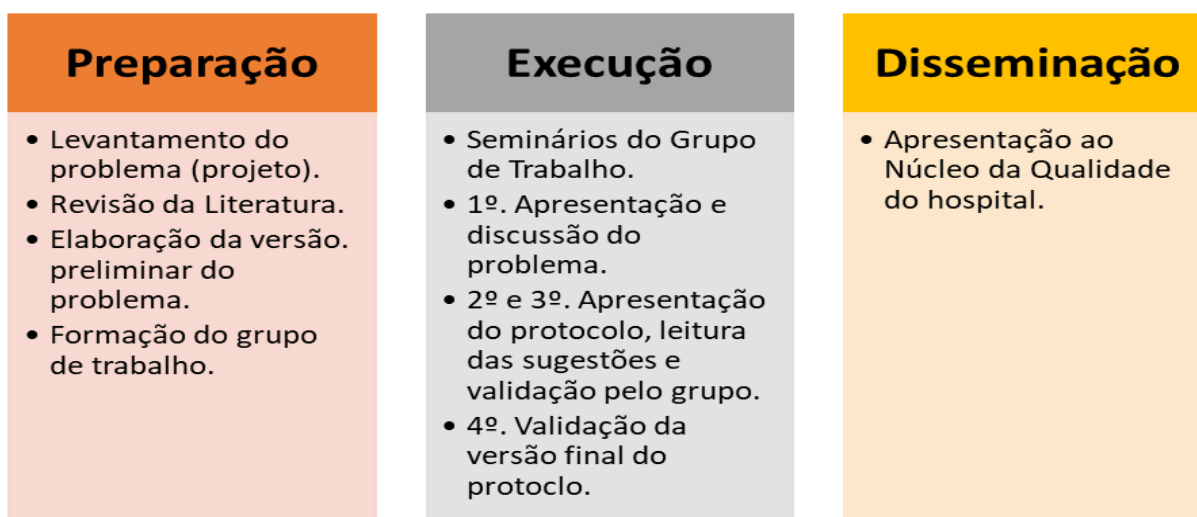 Preparação
• Levantamento do
problema (projeto).
• Revisão da Literatura.
• Elaboração da versão.
preliminar do
problema.
• Formação do grupo
de trabalho.
Execução
• Seminários do Grupo
de Trabalho.
• 1º. Apresentação e
discussão do
problema.
• 2º e 3º. Apresentação
do protocolo, leitura
das sugestões e
validação pelo grupo.
• 4º. Validação da
versão final do
protoclo.
Disseminação
• Apresentação ao
Núcleo da Qualidade
do hospital.